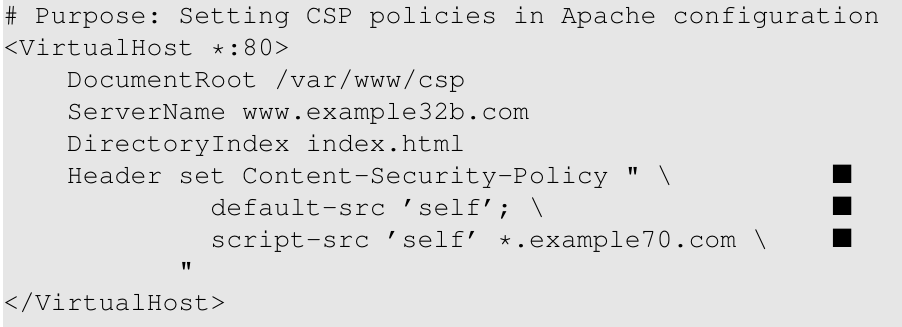 # Purpose: Setting CSP policies in Apache configuration
<VirtualHost *:80>
    DocumentRoot /var/www/csp
    ServerName www.example32b.com
    DirectoryIndex index.html
    Header set Content-Security-Policy " \ ■
             default-src ’self’; \ ■
             script-src ’self’ *.example70.com \ ■
           "
</VirtualHost>